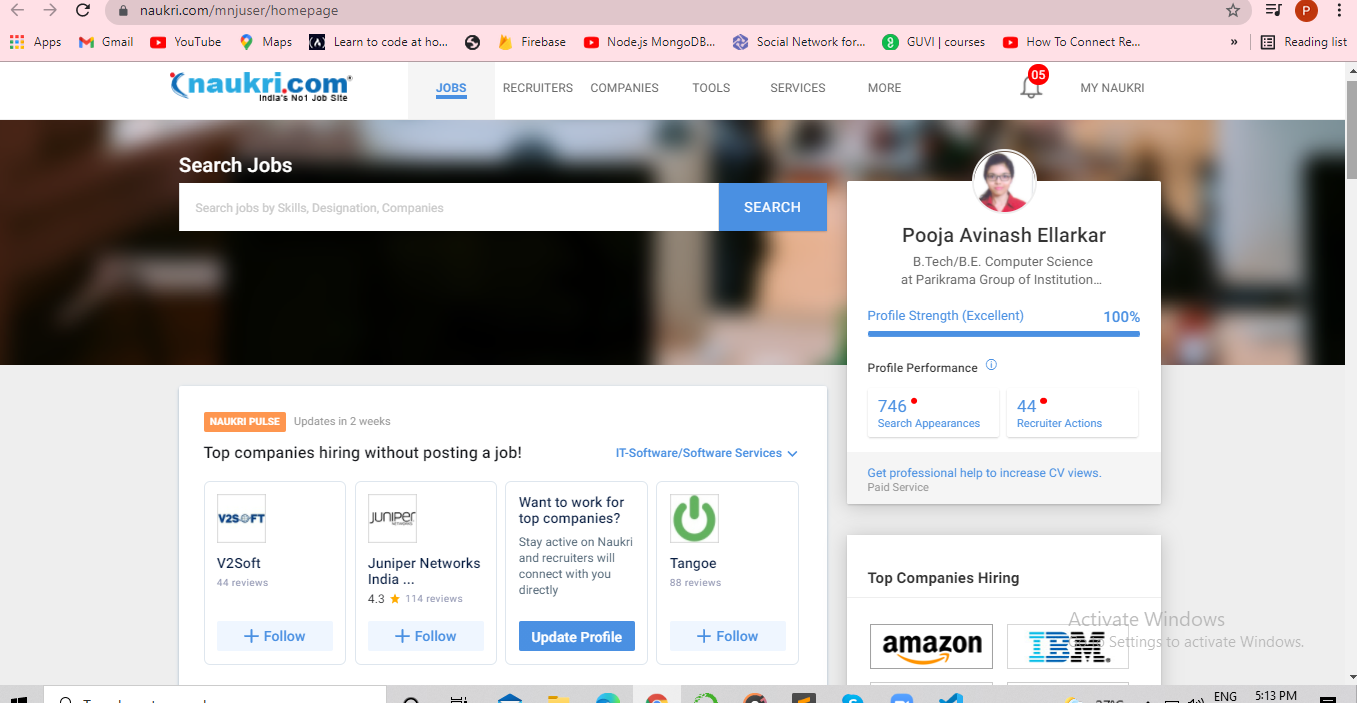 naukri.com/mnjuser/homepage
P
Apps
Gmail
YouTube
Maps
Learn to code at ho...
Firebase
Node.js MongoDB...
Social Network for...
GUVI | courses
How To Connect Re...
»
Reading list
naukri.com
India's No1 Job Site
JOBS
RECRUITERS
COMPANIES
TOOLS
SERVICES
MORE
05
MY NAUKRI
Search Jobs
Search jobs by Skills, Designation, Companies
SEARCH
Pooja Avinash Ellarkar
B.Tech/B.E. Computer Science
at Parikrama Group of Institution...
Profile Strength (Excellent)
100%
Profile Performance
746
Search Appearances
44
Recruiter Actions
Get professional help to increase CV views.
Paid Service
NAUKRI PULSE
Updates in 2 weeks
Top companies hiring without posting a job!
IT-Software/Software Services
V2SOFT
V2Soft
44 reviews
+ Follow
JUNIPER
NETWORKS
Juniper Networks
India ...
4.3 ★ 114 reviews
+ Follow
Want to work for
top companies?
Stay active on Naukri
and recruiters will
connect with you
directly
Update Profile
Tangoe
88 reviews
+ Follow
Top Companies Hiring
amazon
IBM
Activate Windows
to Settings to activate Windows.
ENG
5:13 PM